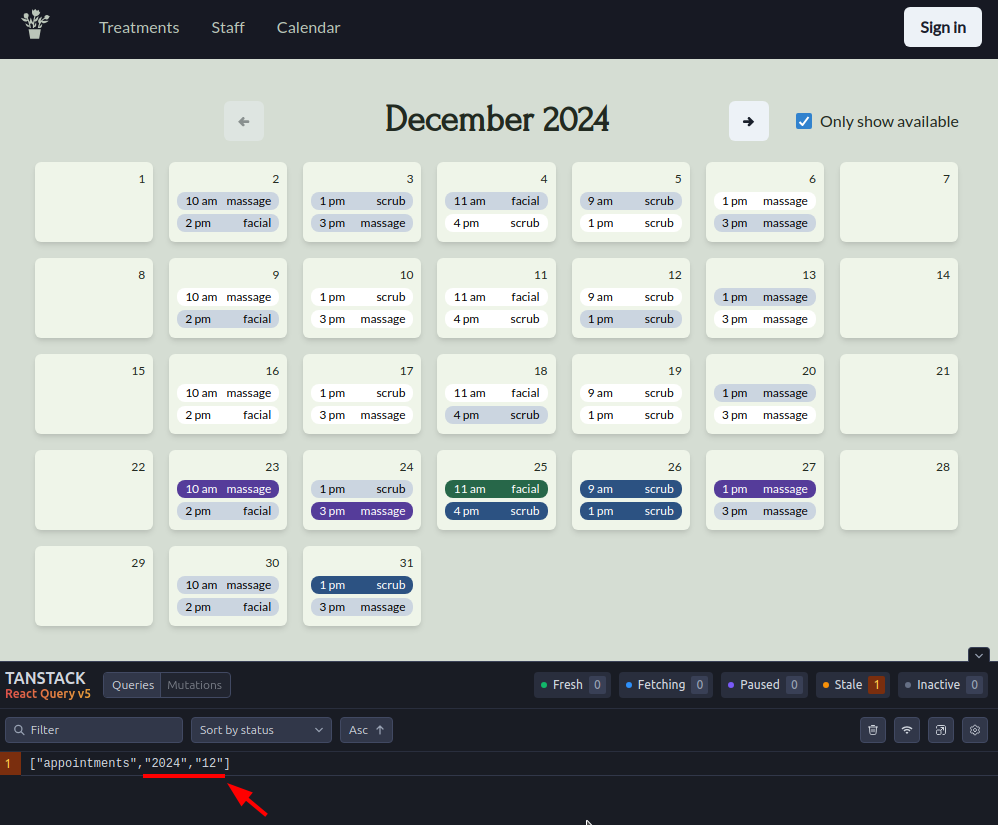 Treatments Staff Calendar Sign in
← December 2024 → Only show available
1 2 3 4 5 6 7
10 am massage 1 pm scrub 11 am facial 9 am scrub 1 pm massage
2 pm facial 3 pm massage 4 pm scrub 1 pm scrub 3 pm massage
8 9 10 11 12 13 14
10 am massage 1 pm scrub 11 am facial 9 am scrub 1 pm massage
2 pm facial 3 pm massage 4 pm scrub 1 pm scrub 3 pm massage
15 16 17 18 19 20 21
10 am massage 1 pm scrub 11 am facial 9 am scrub 1 pm massage
2 pm facial 3 pm massage 4 pm scrub 1 pm scrub 3 pm massage
22 23 24 25 26 27 28
10 am massage 1 pm scrub 11 am facial 9 am scrub 1 pm massage
2 pm facial 3 pm massage 4 pm scrub 1 pm scrub 3 pm massage
29 30 31
10 am massage 1 pm scrub
2 pm facial 3 pm massage
TANSTACK
React Query v5
Queries Mutations Fresh 0 Fetching 0 Paused 0 Stale 1 Inactive 0
Filter Sort by status Asc ↑
1 ["appointments","2024","12"]